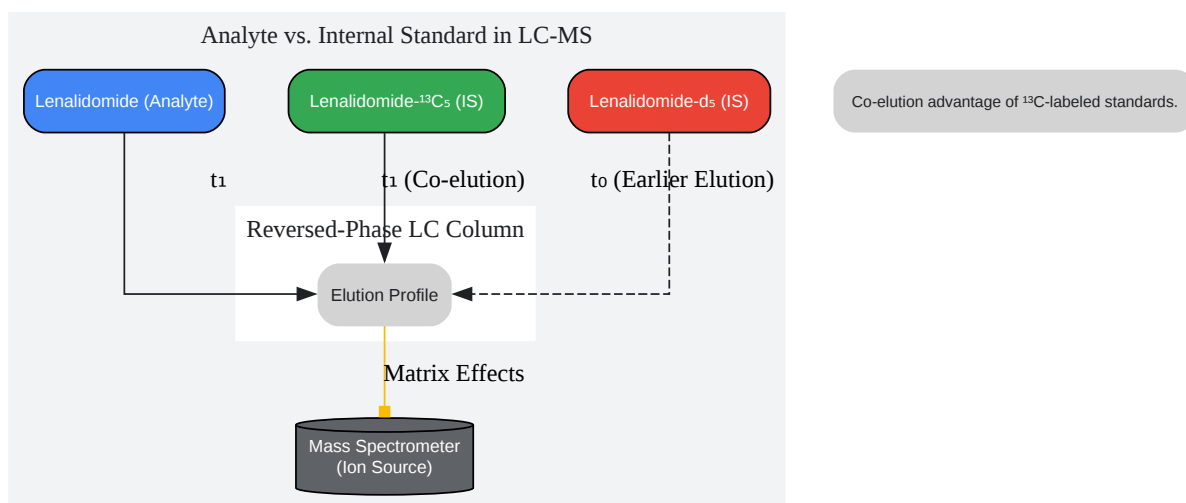 Analyte vs. Internal Standard in LC-MS
Lenalidomide (Analyte)
Lenalidomide-¹³C₅ (IS)
Lenalidomide-d₅ (IS)
Co-elution advantage of ¹³C-labeled standards.
t₁
t₁ (Co-elution)
t₀ (Earlier Elution)
Reversed-Phase LC Column
Elution Profile
Matrix Effects
Mass Spectrometer
(Ion Source)